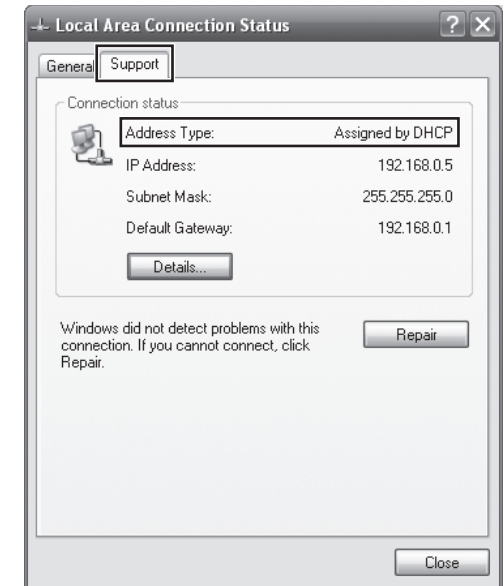 Local Area Connection Status
General
Support
Connection status
Address Type: Assigned by DHCP
IP Address: 192.168.0.5
Subnet Mask: 255.255.255.0
Default Gateway: 192.168.0.1
Details...
Windows did not detect problems with this
connection. If you cannot connect, click
Repair.
Repair
Close